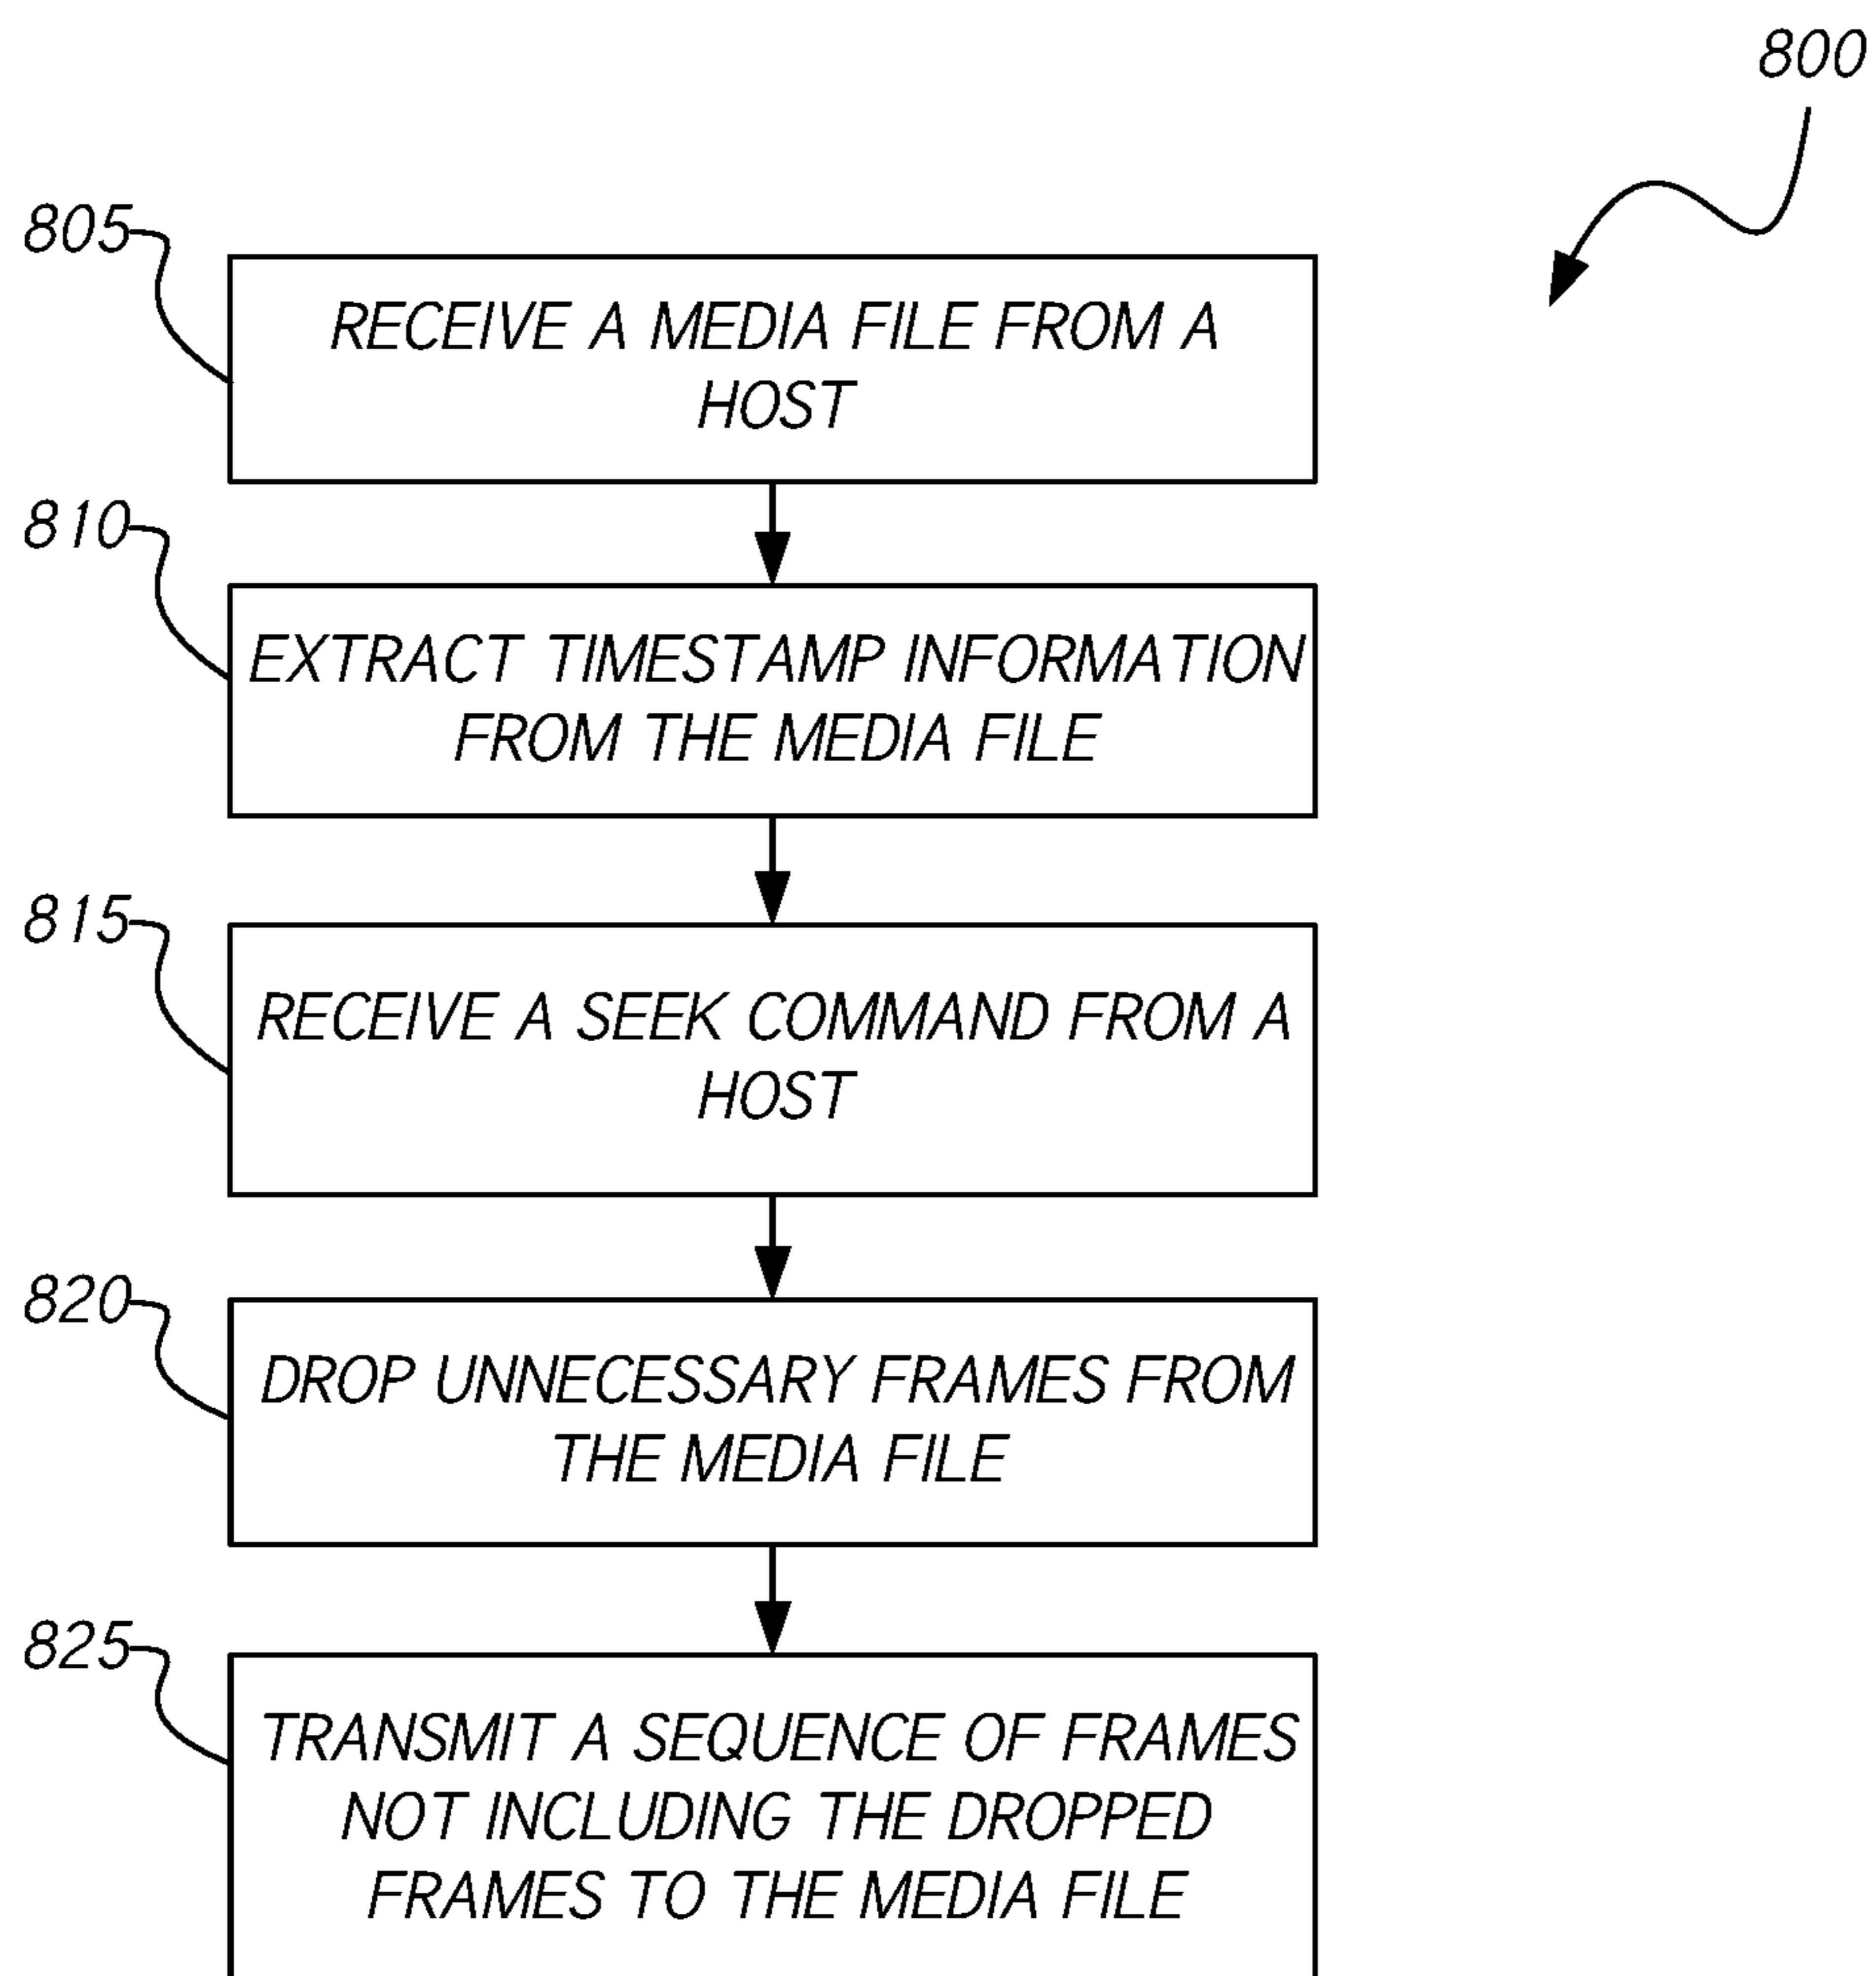 800
805
RECEIVE A MEDIA FILE FROM A
HOST
810
EXTRACT TIMESTAMP INFORMATION
FROM THE MEDIA FILE
815
RECEIVE A SEEK COMMAND FROM A
HOST
820
DROP UNNECESSARY FRAMES FROM
THE MEDIA FILE
825
TRANSMIT A SEQUENCE OF FRAMES
NOT INCLUDING THE DROPPED
FRAMES TO THE MEDIA FILE